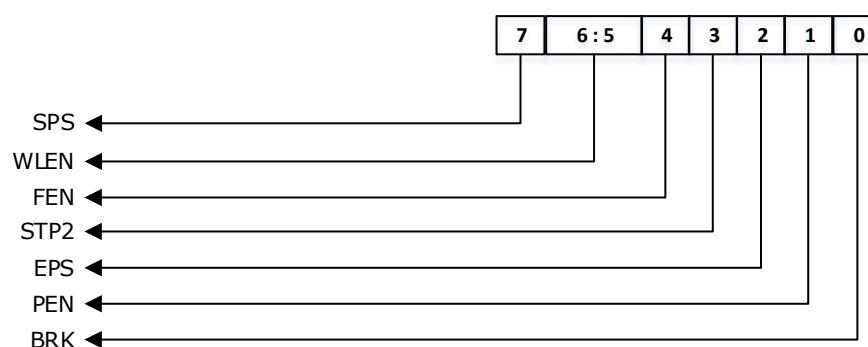 7 6 : 5 4 3 2 1 0
SPS
WLEN
FEN
STP2
EPS
PEN
BRK